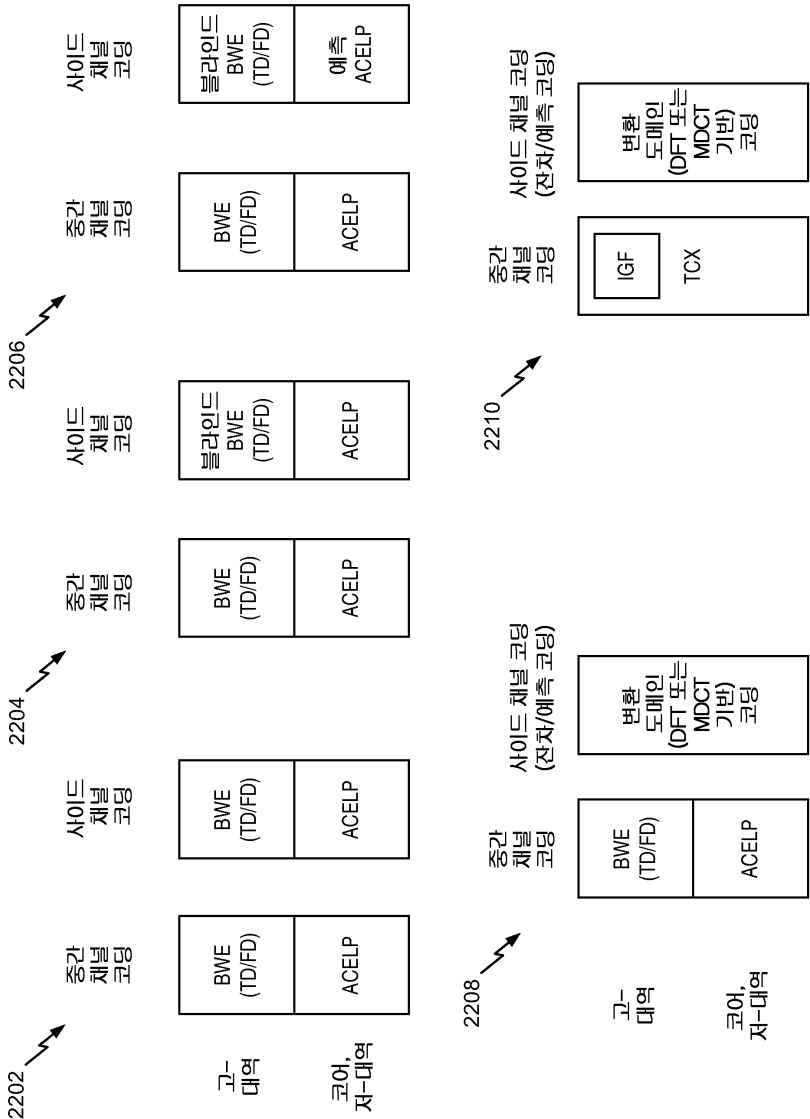 2202
중간
채널
코딩
사이드
채널
코딩
고-
대역
BWE
(TD/FD)
BWE
(TD/FD)
코어,
저-대역
ACELP
ACELP
2204
중간
채널
코딩
사이드
채널
코딩
BWE
(TD/FD)
블라인드
BWE
(TD/FD)
ACELP
ACELP
2206
중간
채널
코딩
사이드
채널
코딩
BWE
(TD/FD)
블라인드
BWE
(TD/FD)
ACELP
예측
ACELP
2208
중간
채널
코딩
사이드 채널 코딩
(잔차/예측 코딩)
고-
대역
BWE
(TD/FD)
코어,
저-대역
ACELP
변환
도메인
(DFT 또는
MDCT
기반)
코딩
2210
중간
채널
코딩
사이드 채널 코딩
(잔차/예측 코딩)
IGF
TCX
변환
도메인
(DFT 또는
MDCT
기반)
코딩